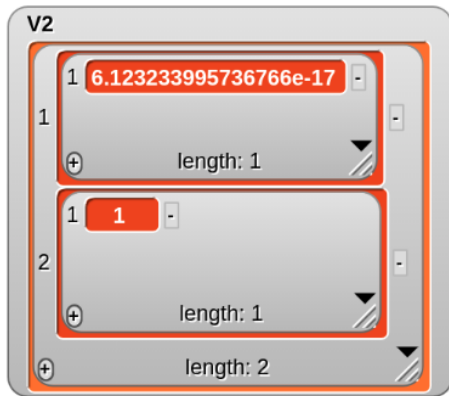 V2
1 6.123233995736766e-17 -
1 -
+ length: 1
1 1 -
2 -
+ length: 1
+ length: 2